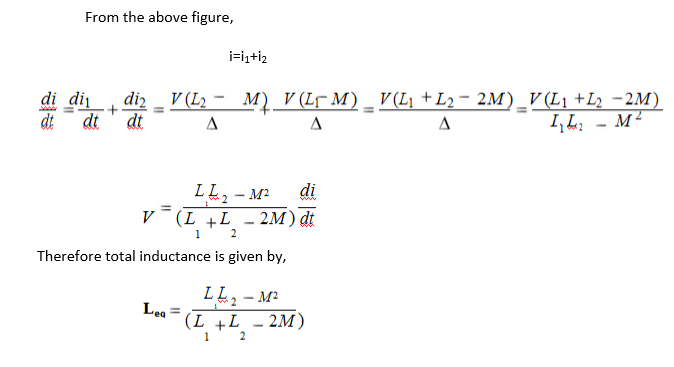 From the above figure,
i=i₁+i₂
di/dt = di₁/dt + di₂/dt = V(L₂ − M)/Δ + V(L₁− M)/Δ = V(L₁ + L₂ − 2M)/Δ = V(L₁ + L₂ − 2M)/L₁L₂ − M²
V = L₁L₂ − M²/(L₁ + L₂ − 2M) di/dt
Therefore total inductance is given by,
Leq = L₁L₂ − M²/(L₁ + L₂ − 2M)